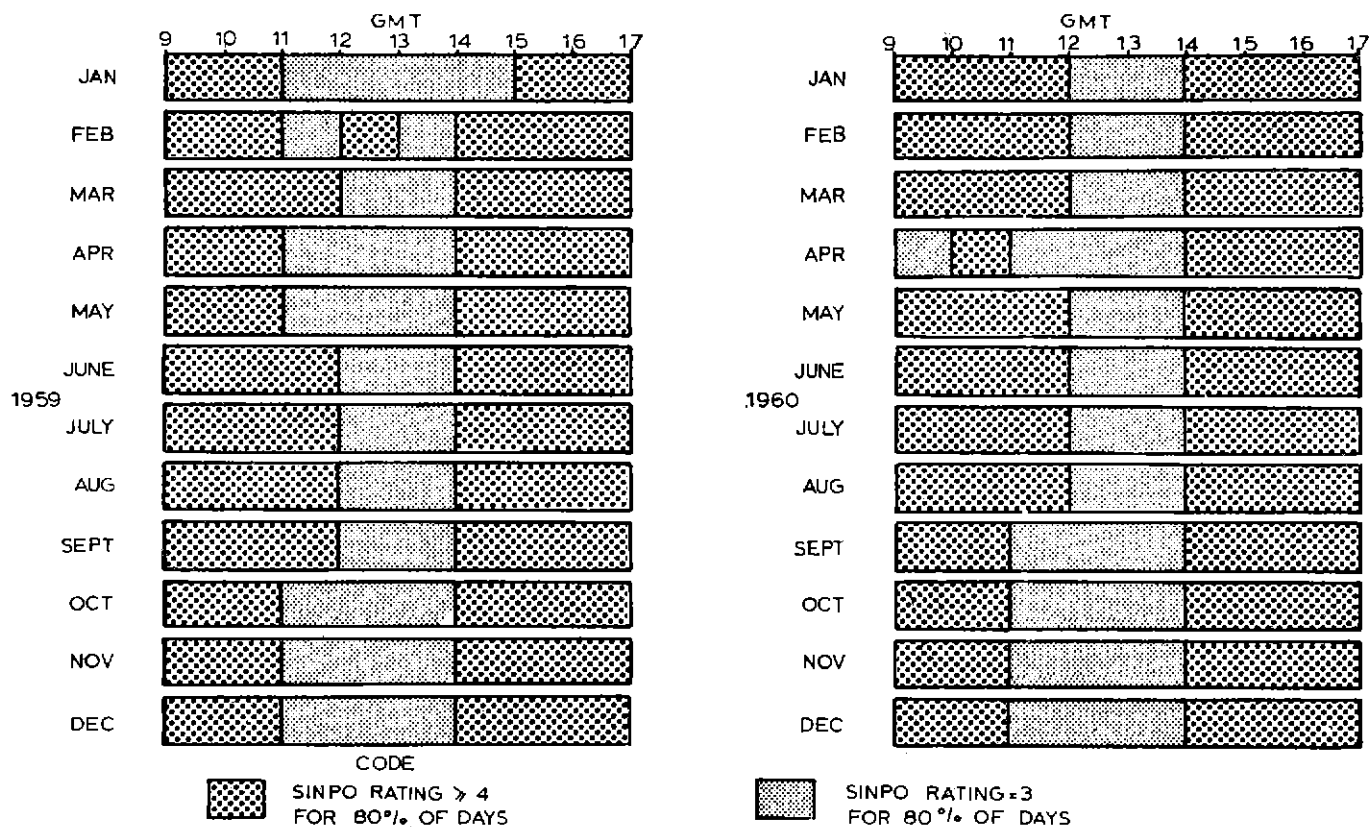 GMT
9 10 11 12 13 14 15 16 17
JAN
FEB
MAR
APR
MAY
JUNE
1959
JULY
AUG
SEPT
OCT
NOV
DEC
GMT
9 10 11 12 13 14 15 16 17
JAN
FEB
MAR
APR
MAY
JUNE
1960
JULY
AUG
SEPT
OCT
NOV
DEC
CODE
SINPO RATING ⩾ 4
FOR 80% OF DAYS
SINPO RATING=3
FOR 80% OF DAYS